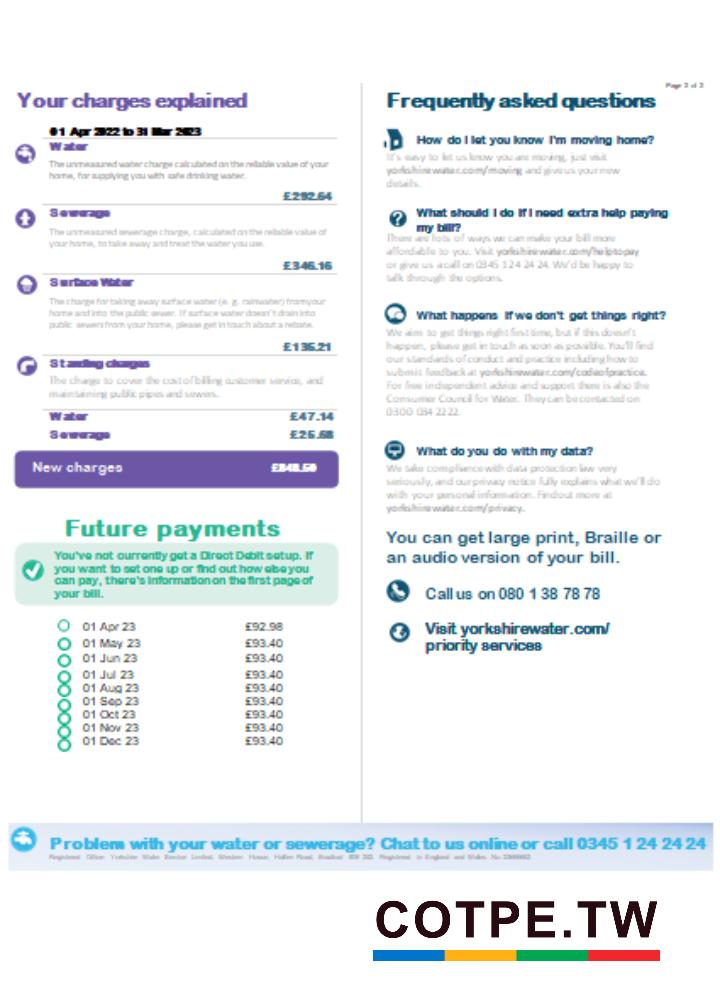 Page 2 of 2
Your charges explained
01 Apr 2022 to 31 Mar 2023
Water
The unmeasured water charge calculated on the reliable value of your
home, for supplying you with safe drinking water.
£292.64
Sewerage
The unmeasured sewerage charge, calculated on the reliable value of
your home, to take away and treat the water you use.
£346.16
Surface Water
The charge for taking away surface water (e. g. rainwater) from your
home and into the public sewer. If surface water doesn't drain into
public sewers from your home, please get in touch about a rebate.
£135.21
Standing charges
The charge to cover the cost of billing customer service, and
maintaining public pipes and sewers.
Water £47.14
Sewerage £25.68
New charges £848.50
Future payments
You've not currently get a Direct Debit setup. If
you want to set one up or find out how else you
can pay, there's information on the first page of
your bill.
01 Apr 23 £92.98
01 May 23 £93.40
01 Jun 23 £93.40
01 Jul 23 £93.40
01 Aug 23 £93.40
01 Sep 23 £93.40
01 Oct 23 £93.40
01 Nov 23 £93.40
01 Dec 23 £93.40
Frequently asked questions
How do I let you know I'm moving home?
It's easy to let us know you are moving, just visit
yorkshirewater.com/moving and give us your new
details.
What should I do if I need extra help paying
my bill?
There are lots of ways we can make your bill more
affordable to you. Visit yorkshirewater.com/helptopay
or give us a call on 0345 1 24 24 24. We'd be happy to
talk through the options.
What happens if we don't get things right?
We aim to get things right first time, but if this doesn't
happen, please get in touch as soon as possible. You'll find
our standards of conduct and practice including how to
submit feedback at yorkshirewater.com/codeofpractice.
For free independent advice and support there is also the
Consumer Council for Water. They can be contacted on
0300 034 2222.
What do you do with my data?
We take compliance with data protection law very
seriously, and our privacy notice fully explains what we'll do
with your personal information. Find out more at
yorkshirewater.com/privacy.
You can get large print, Braille or
an audio version of your bill.
Call us on 080 1 38 78 78
Visit yorkshirewater.com/
priority services
Problem with your water or sewerage? Chat to us online or call 0345 1 24 24 24
Registered Office Yorkshire Water Service Limited, Western House, Halifax Road, Bradford Registered in England and Wales No.
COTPE.TW